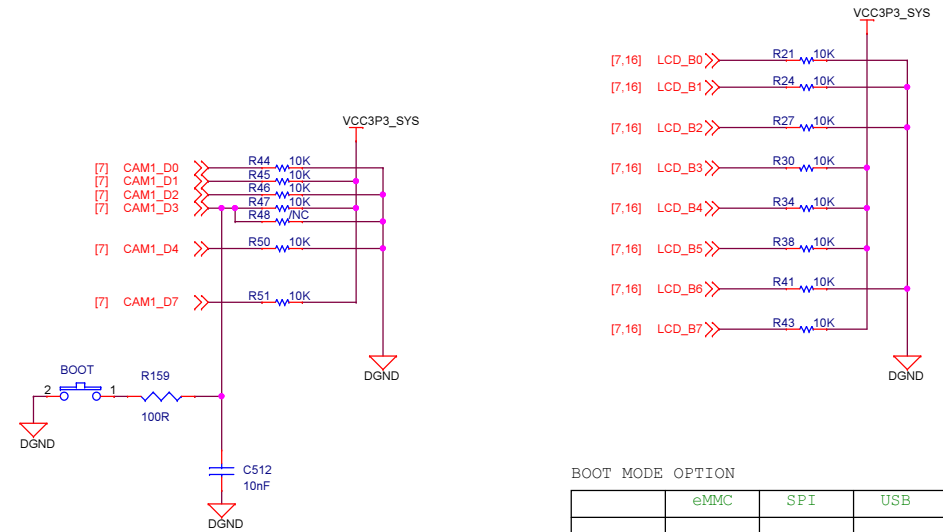 VCC3P3_SYS
[7] CAM1_D0 R44 10K
[7] CAM1_D1 R45 10K
[7] CAM1_D2 R46 10K
[7] CAM1_D3 R47 10K
R48 /NC
[7] CAM1_D4 R50 10K
[7] CAM1_D7 R51 10K
DGND
BOOT
2 1
R159
100R
DGND
C512
10nF
DGND
VCC3P3_SYS
[7,16] LCD_B0 R21 10K
[7,16] LCD_B1 R24 10K
[7,16] LCD_B2 R27 10K
[7,16] LCD_B3 R30 10K
[7,16] LCD_B4 R34 10K
[7,16] LCD_B5 R38 10K
[7,16] LCD_B6 R41 10K
[7,16] LCD_B7 R43 10K
DGND
BOOT MODE OPTION
eMMC SPI USB